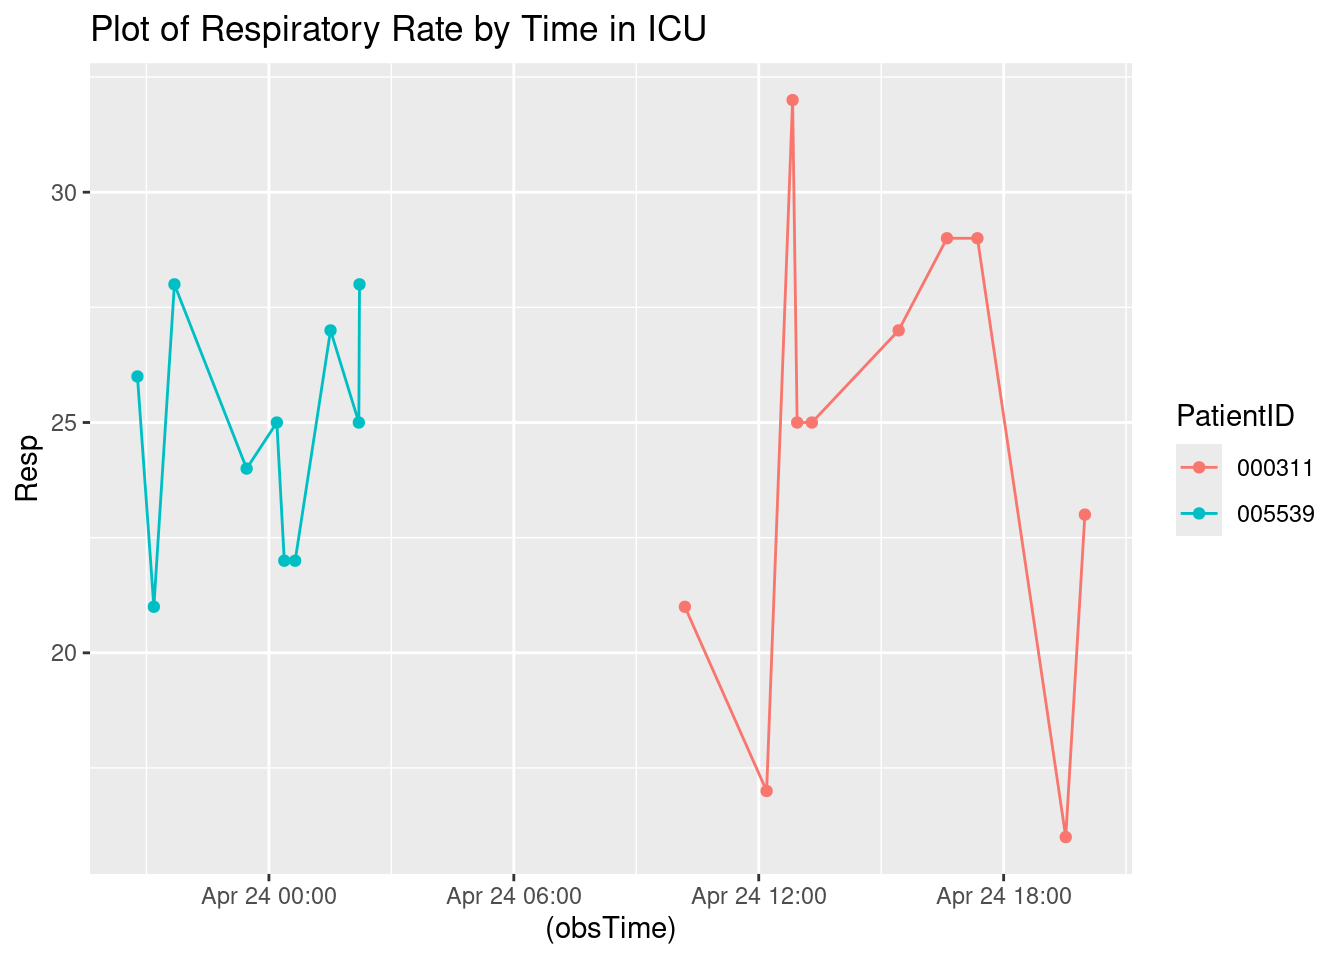 Plot of Respiratory Rate by Time in ICU
30
25
20
Resp
Apr 24 00:00
Apr 24 06:00
Apr 24 12:00
Apr 24 18:00
(obsTime)
PatientID
000311
005539